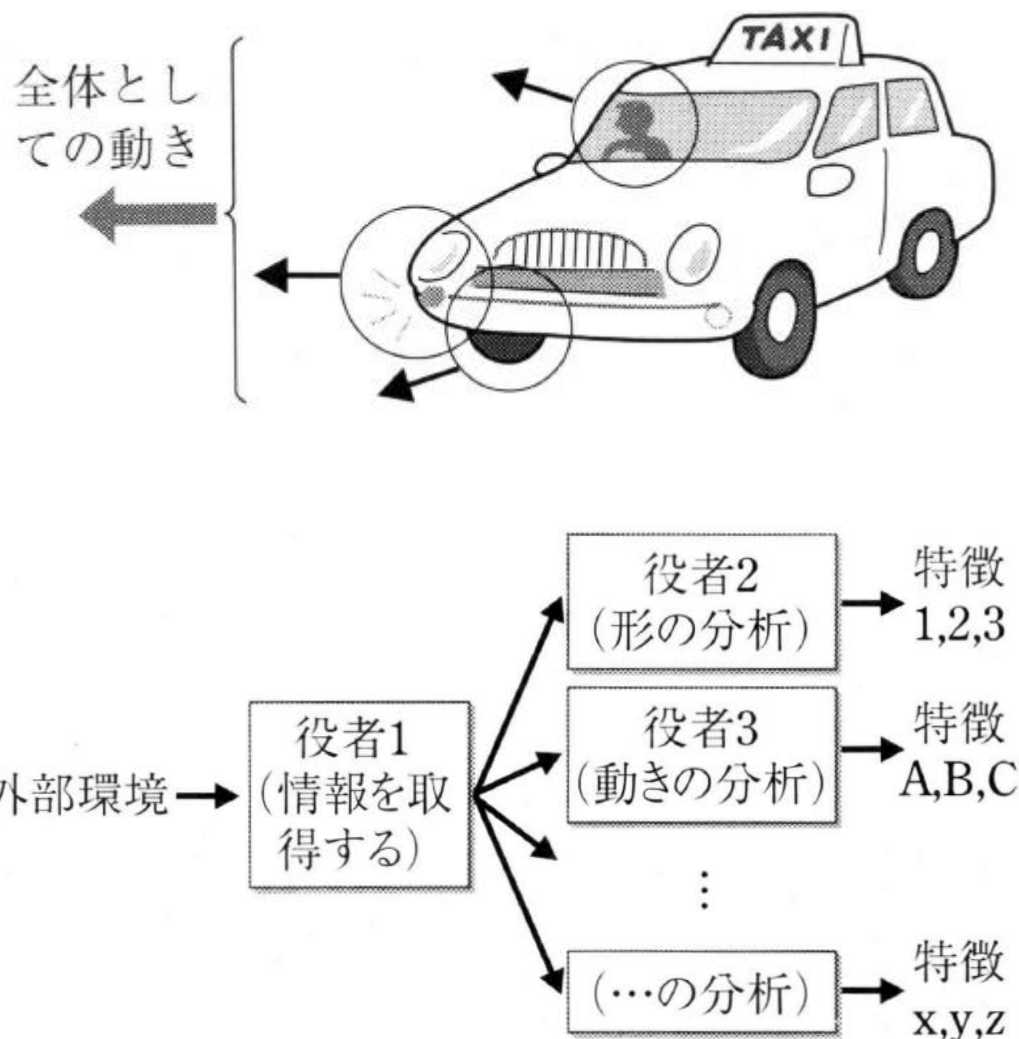 TAXI
全体とし
ての動き
役者2
(形の分析)
特徴
1,2,3
役者1
(情報を取
得する)
外部環境
役者3
(動きの分析)
特徴
A,B,C
⋮
(…の分析)
特徴
x,y,z